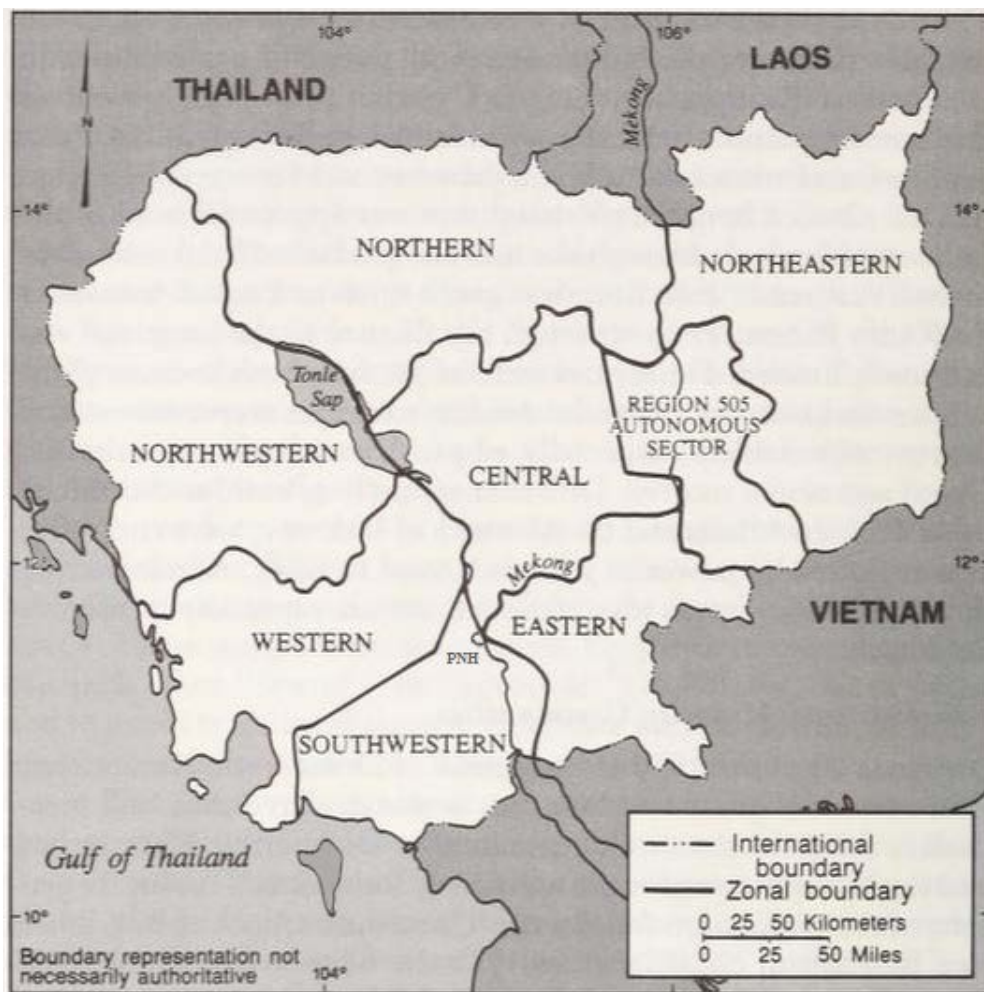 104°
106°
THAILAND
LAOS
N
Mekong
14°
14°
NORTHERN
NORTHEASTERN
Tonle
Sap
REGION 505
AUTONOMOUS
SECTOR
NORTHWESTERN
CENTRAL
12°
12°
Mekong
VIETNAM
WESTERN
EASTERN
PNH
SOUTHWESTERN
Gulf of Thailand
International
boundary
Zonal boundary
10°
0 25 50 Kilometers
0 25 50 Miles
Boundary representation not
necessarily authoritative
104°